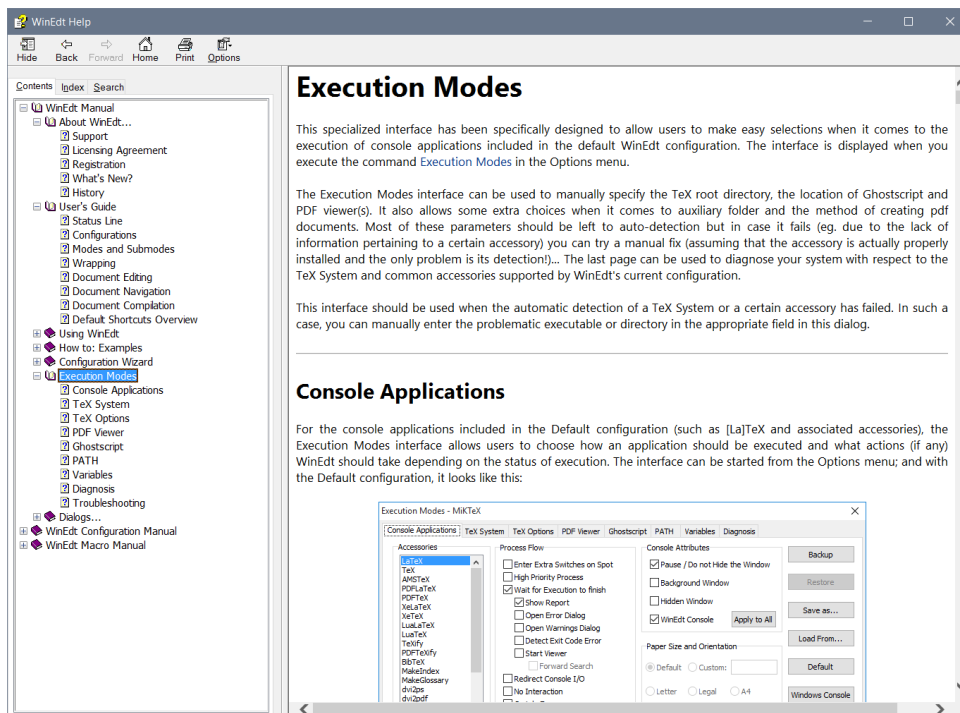 WinEdt Help
Hide Back Forward Home Print Options
Contents Index Search
WinEdt Manual
About WinEdt...
Support
Licensing Agreement
Registration
What's New?
History
User's Guide
Status Line
Configurations
Modes and Submodes
Wrapping
Document Editing
Document Navigation
Document Compilation
Default Shortcuts Overview
Using WinEdt
How to: Examples
Configuration Wizard
Execution Modes
Console Applications
TeX System
TeX Options
PDF Viewer
Ghostscript
PATH
Variables
Diagnosis
Troubleshooting
Dialogs...
WinEdt Configuration Manual
WinEdt Macro Manual
Execution Modes
This specialized interface has been specifically designed to allow users to make easy selections when it comes to the
execution of console applications included in the default WinEdt configuration. The interface is displayed when you
execute the command Execution Modes in the Options menu.
The Execution Modes interface can be used to manually specify the TeX root directory, the location of Ghostscript and
PDF viewer(s). It also allows some extra choices when it comes to auxiliary folder and the method of creating pdf
documents. Most of these parameters should be left to auto-detection but in case it fails (eg. due to the lack of
information pertaining to a certain accessory) you can try a manual fix (assuming that the accessory is actually properly
installed and the only problem is its detection!)... The last page can be used to diagnose your system with respect to the
TeX System and common accessories supported by WinEdt's current configuration.
This interface should be used when the automatic detection of a TeX System or a certain accessory has failed. In such a
case, you can manually enter the problematic executable or directory in the appropriate field in this dialog.
Console Applications
For the console applications included in the Default configuration (such as [La]TeX and associated accessories), the
Execution Modes interface allows users to choose how an application should be executed and what actions (if any)
WinEdt should take depending on the status of execution. The interface can be started from the Options menu; and with
the Default configuration, it looks like this:
Execution Modes - MiKTeX
Console Applications TeX System TeX Options PDF Viewer Ghostscript PATH Variables Diagnosis
Accessories
LaTeX
TeX
AMSTeX
PDFLaTeX
PDFTeX
XeLaTeX
XeTeX
LuaLaTeX
LuaTeX
TeXify
PDFTeXify
BibTeX
MakeIndex
MakeGlossary
dvi2ps
dvi2pdf
Process Flow
Enter Extra Switches on Spot
High Priority Process
Wait for Execution to finish
Show Report
Open Error Dialog
Open Warnings Dialog
Detect Exit Code Error
Start Viewer
Forward Search
Redirect Console I/O
No Interaction
Console Attributes
Pause / Do not Hide the Window
Background Window
Hidden Window
WinEdt Console Apply to All
Paper Size and Orientation
Default Custom:
Letter Legal A4
Backup
Restore
Save as...
Load From...
Default
Windows Console